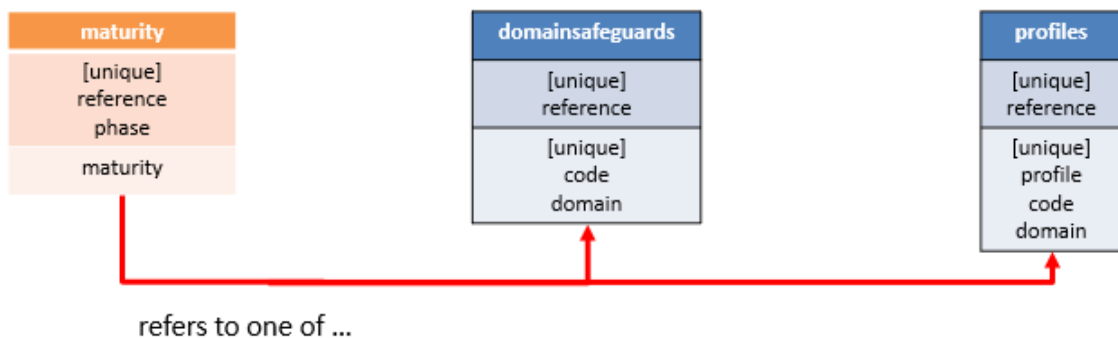 maturity
[unique]
reference
phase
maturity
domainsafeguards
[unique]
reference
[unique]
code
domain
profiles
[unique]
reference
[unique]
profile
code
domain
refers to one of ...